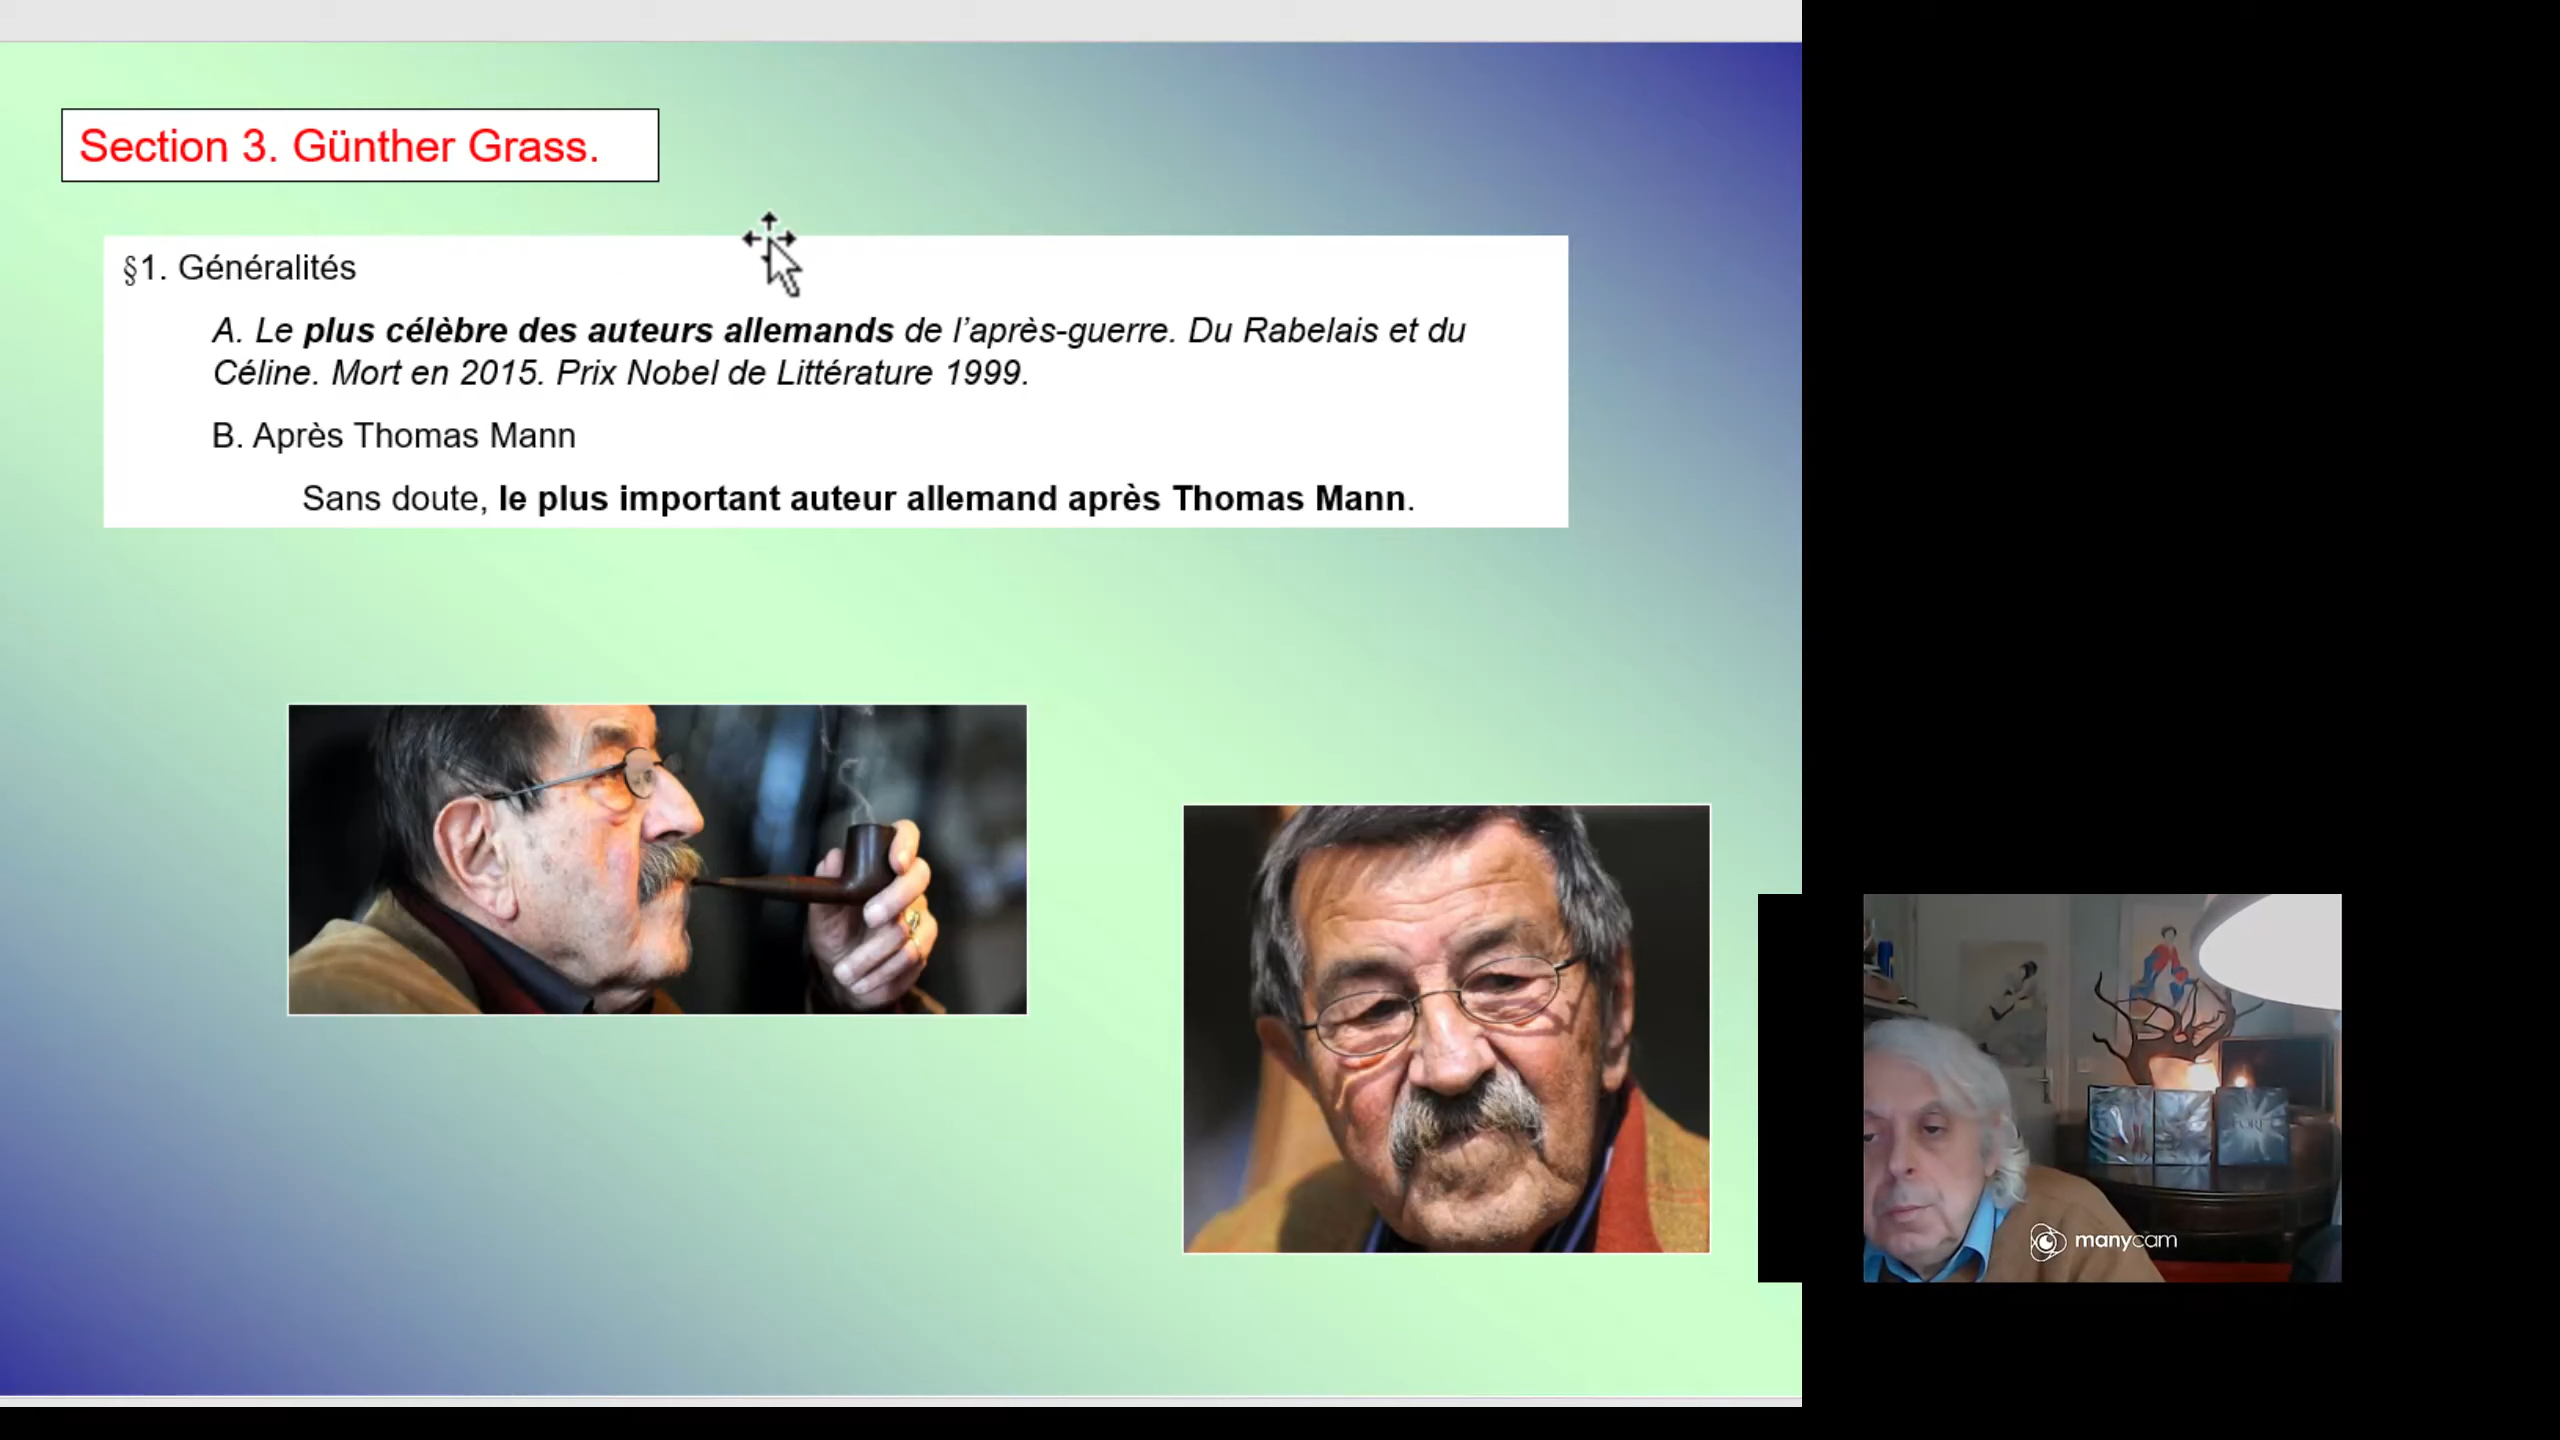 Section 3. Günther Grass.
§1. Généralités
A. Le plus célèbre des auteurs allemands de l’après-guerre. Du Rabelais et du
Céline. Mort en 2015. Prix Nobel de Littérature 1999.
B. Après Thomas Mann
Sans doute, le plus important auteur allemand après Thomas Mann.
manycam